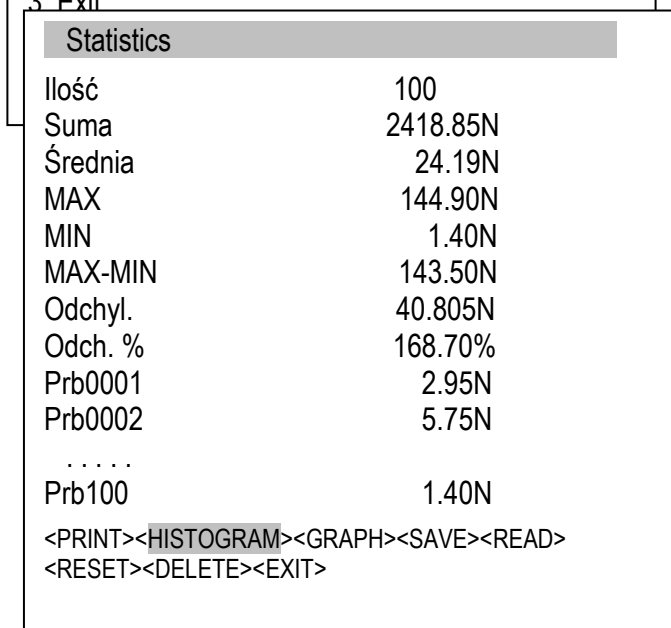 3. Exit
Statistics
Ilość 100
Suma 2418.85N
Średnia 24.19N
MAX 144.90N
MIN 1.40N
MAX-MIN 143.50N
Odchyl. 40.805N
Odch. % 168.70%
Prb0001 2.95N
Prb0002 5.75N
. . . . .
Prb100 1.40N
<PRINT><HISTOGRAM><GRAPH><SAVE><READ>
<RESET><DELETE><EXIT>